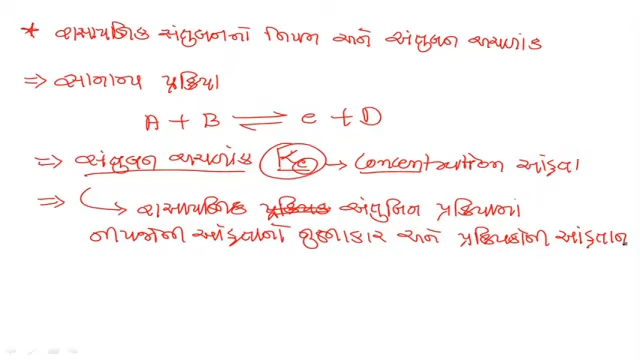 * રાસાયણિક સંતુલનનો નિયમ અને સંતુલન અચળાંક
⇒ સામાન્ય પ્રક્રિયા
A + B ⇌ C + D
⇒ સંતુલન અચળાંક Kc → Concentration સાંદ્રતા
⇒ → રાસાયણિક સંતુલિત પ્રક્રિયામાં
નીપજોની સાંદ્રતાનો ગુણાકાર અને પ્રક્રિયકોની સાંદ્રતાન